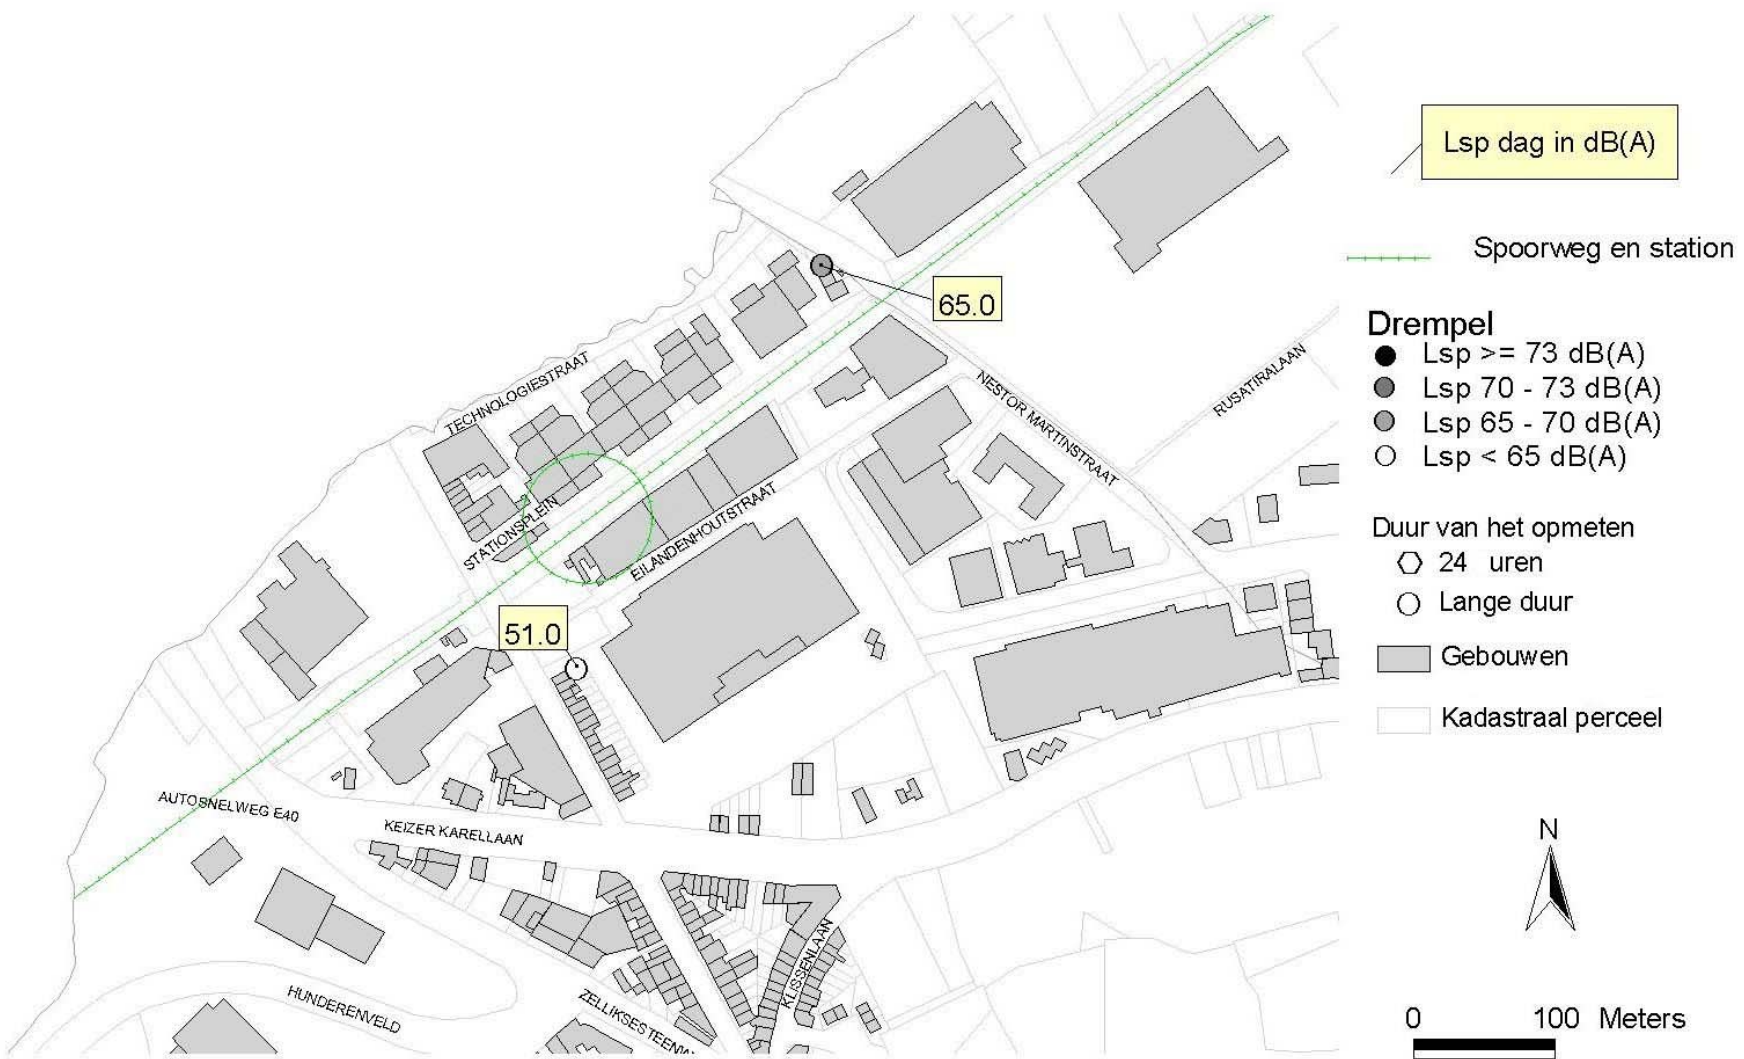 Lsp dag in dB(A)
Spoorweg en station
65.0
Drempel
Lsp >= 73 dB(A)
Lsp 70 - 73 dB(A)
Lsp 65 - 70 dB(A)
Lsp < 65 dB(A)
TECHNOLOGIESTRAAT
NESTOR MARTINSTRAAT
RUSATIRALAAN
STATIONSPLEIN
EILANDENHOUTSTRAAT
Duur van het opmeten
24 uren
Lange duur
51.0
Gebouwen
Kadastraal perceel
AUTOSNELWEG E40
KEIZER KARELLAAN
N
KLISSENLAAN
HUNDERENVELD
ZELLIKSESTEENW
0 100 Meters